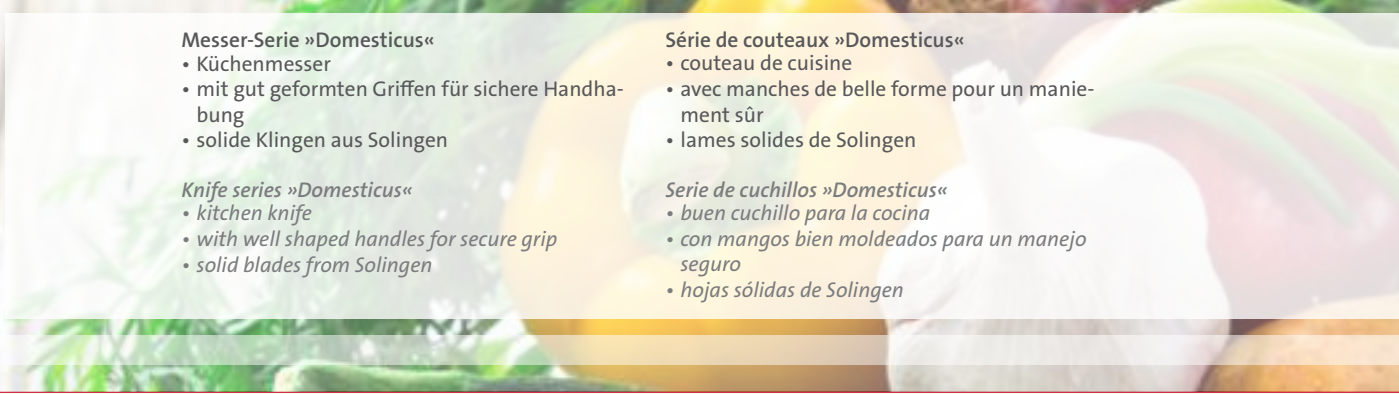 Messer-Serie »Domesticus«
• Küchenmesser
• mit gut geformten Griffen für sichere Handha-
bung
• solide Klingen aus Solingen
Knife series »Domesticus«
• kitchen knife
• with well shaped handles for secure grip
• solid blades from Solingen
Série de couteaux »Domesticus«
• couteau de cuisine
• avec manches de belle forme pour un manie-
ment sûr
• lames solides de Solingen
Serie de cuchillos »Domesticus«
• buen cuchillo para la cocina
• con mangos bien moldeados para un manejo
seguro
• hojas sólidas de Solingen